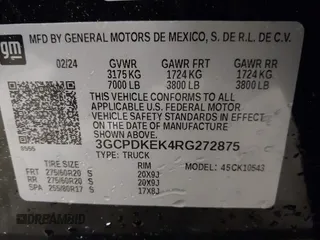 gm
MFD BY GENERAL MOTORS DE MEXICO, S. DE R.L. DE C.V.
02/24 GVWR GAWR FRT GAWR RR
3175 KG 1724 KG 1724 KG
7000 LB 3800 LB 3800 LB
THIS VEHICLE CONFORMS TO ALL
APPLICABLE U.S. FEDERAL MOTOR
VEHICLE SAFETY STANDARDS IN EFFECT ON
THE DATE OF MANUFACTURE SHOWN ABOVE.
3GCPDKEK4RG272875
TYPE: TRUCK MODEL: 45CK10543
TIRE SIZE RIM
FRT 275/60R20 S 20X9J
RR 275/60R20 S 20X9J
SPA 255/80R17 S 17X8J
DREAMBID